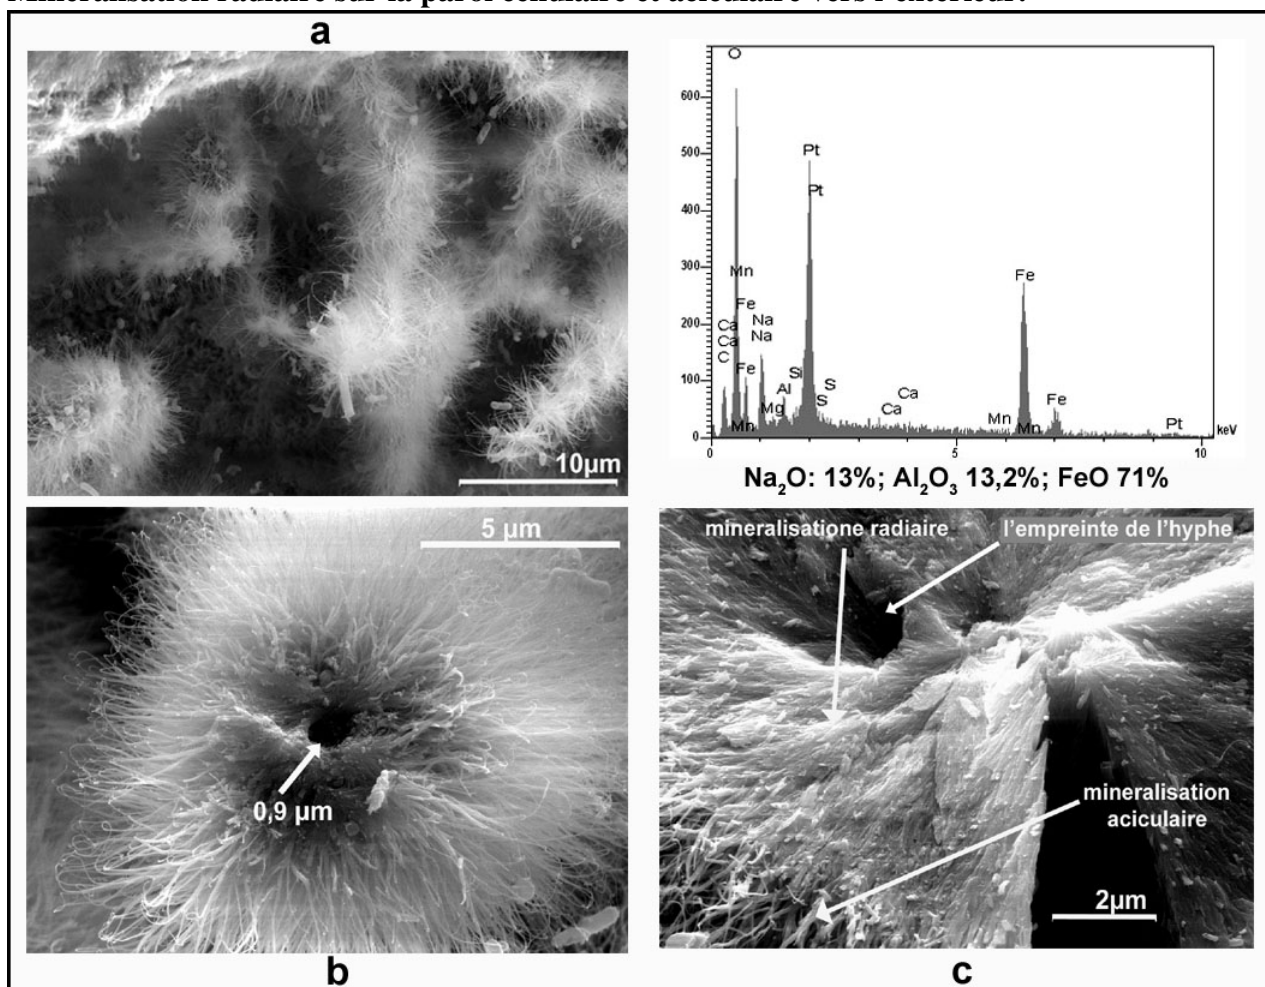 Minéralisation radiaire sur la paroi cellulaire et aciculaire vers l'extérieur.
a
10µm
O
600
500
400
300
200
100
0
Pt
Pt
Mn
Fe
Ca
Ca
C
Na
Na
Fe
Mn
Mg
Al
Si
S
S
Ca
Ca
Mn
Fe
Mn
Fe
Pt
keV
0
5
10
Na₂O: 13%; Al₂O₃ 13,2%; FeO 71%
5 µm
0,9 µm
b
mineralisatione radiaire
l'empreinte de l'hyphe
mineralisation
aciculaire
2µm
c